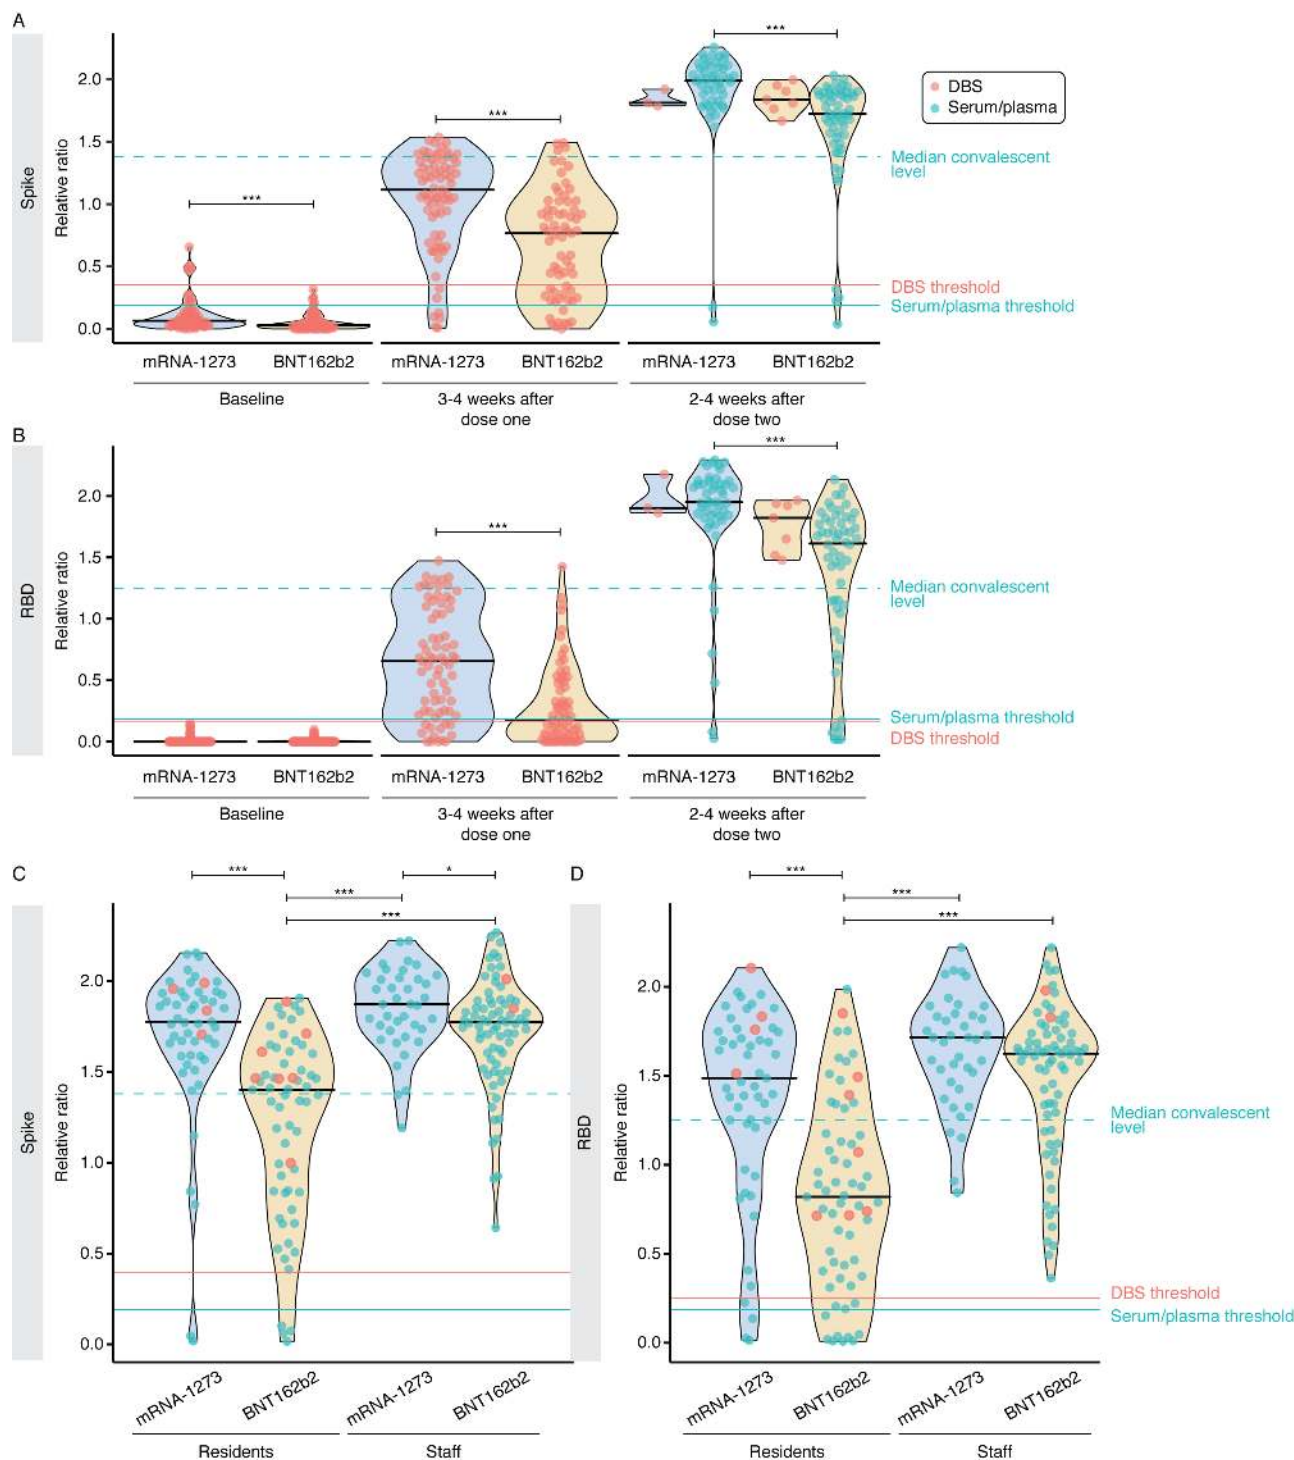 A
Spike
Relative ratio
2.0
1.5
1.0
0.5
0.0
***
***
***
DBS
Serum/plasma
Median convalescent
level
DBS threshold
Serum/plasma threshold
mRNA-1273
BNT162b2
mRNA-1273
BNT162b2
mRNA-1273
BNT162b2
Baseline
3-4 weeks after
dose one
2-4 weeks after
dose two
B
RBD
Relative ratio
2.0
1.5
1.0
0.5
0.0
***
***
Median convalescent
level
Serum/plasma threshold
DBS threshold
mRNA-1273
BNT162b2
mRNA-1273
BNT162b2
mRNA-1273
BNT162b2
Baseline
3-4 weeks after
dose one
2-4 weeks after
dose two
C
Spike
Relative ratio
2.0
1.5
1.0
0.5
0.0
***
*
***
***
mRNA-1273
BNT162b2
mRNA-1273
BNT162b2
Residents
Staff
D
RBD
Relative ratio
2.0
1.5
1.0
0.5
0.0
***
***
***
Median convalescent
level
DBS threshold
Serum/plasma threshold
mRNA-1273
BNT162b2
mRNA-1273
BNT162b2
Residents
Staff